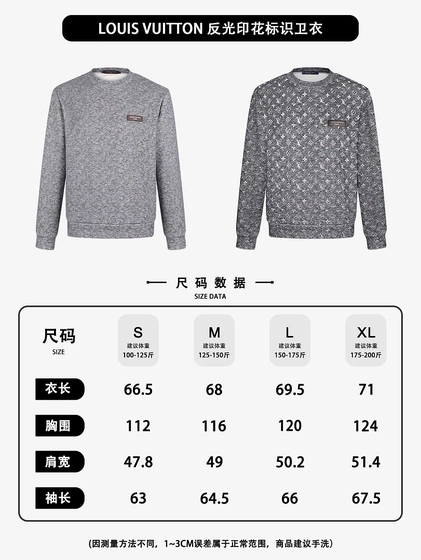 LOUIS VUITTON 反光印花标识卫衣
尺码数据
SIZE DATA
尺码 S M L XL
SIZE 建议体重 建议体重 建议体重 建议体重
100-125斤 125-150斤 150-175斤 175-200斤
衣长 66.5 68 69.5 71
胸围 112 116 120 124
肩宽 47.8 49 50.2 51.4
袖长 63 64.5 66 67.5
(因测量方法不同，1~3CM误差属于正常范围，商品建议手洗)